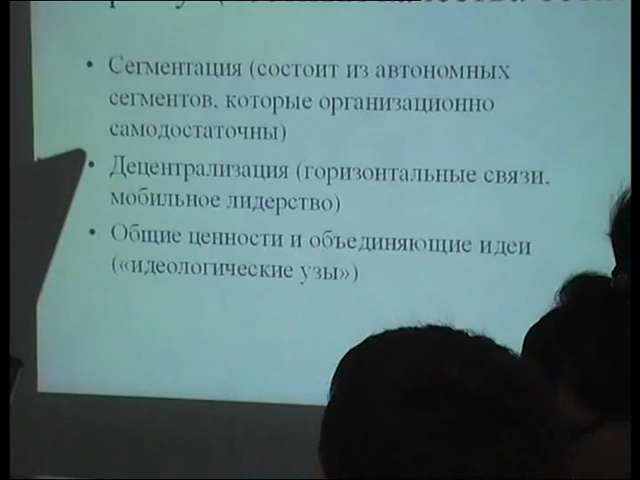 • Сегментация (состоит из автономных
сегментов, которые организационно
самодостаточны)
• Децентрализация (горизонтальные связи,
мобильное лидерство)
• Общие ценности и объединяющие идеи
(«идеологические узы»)